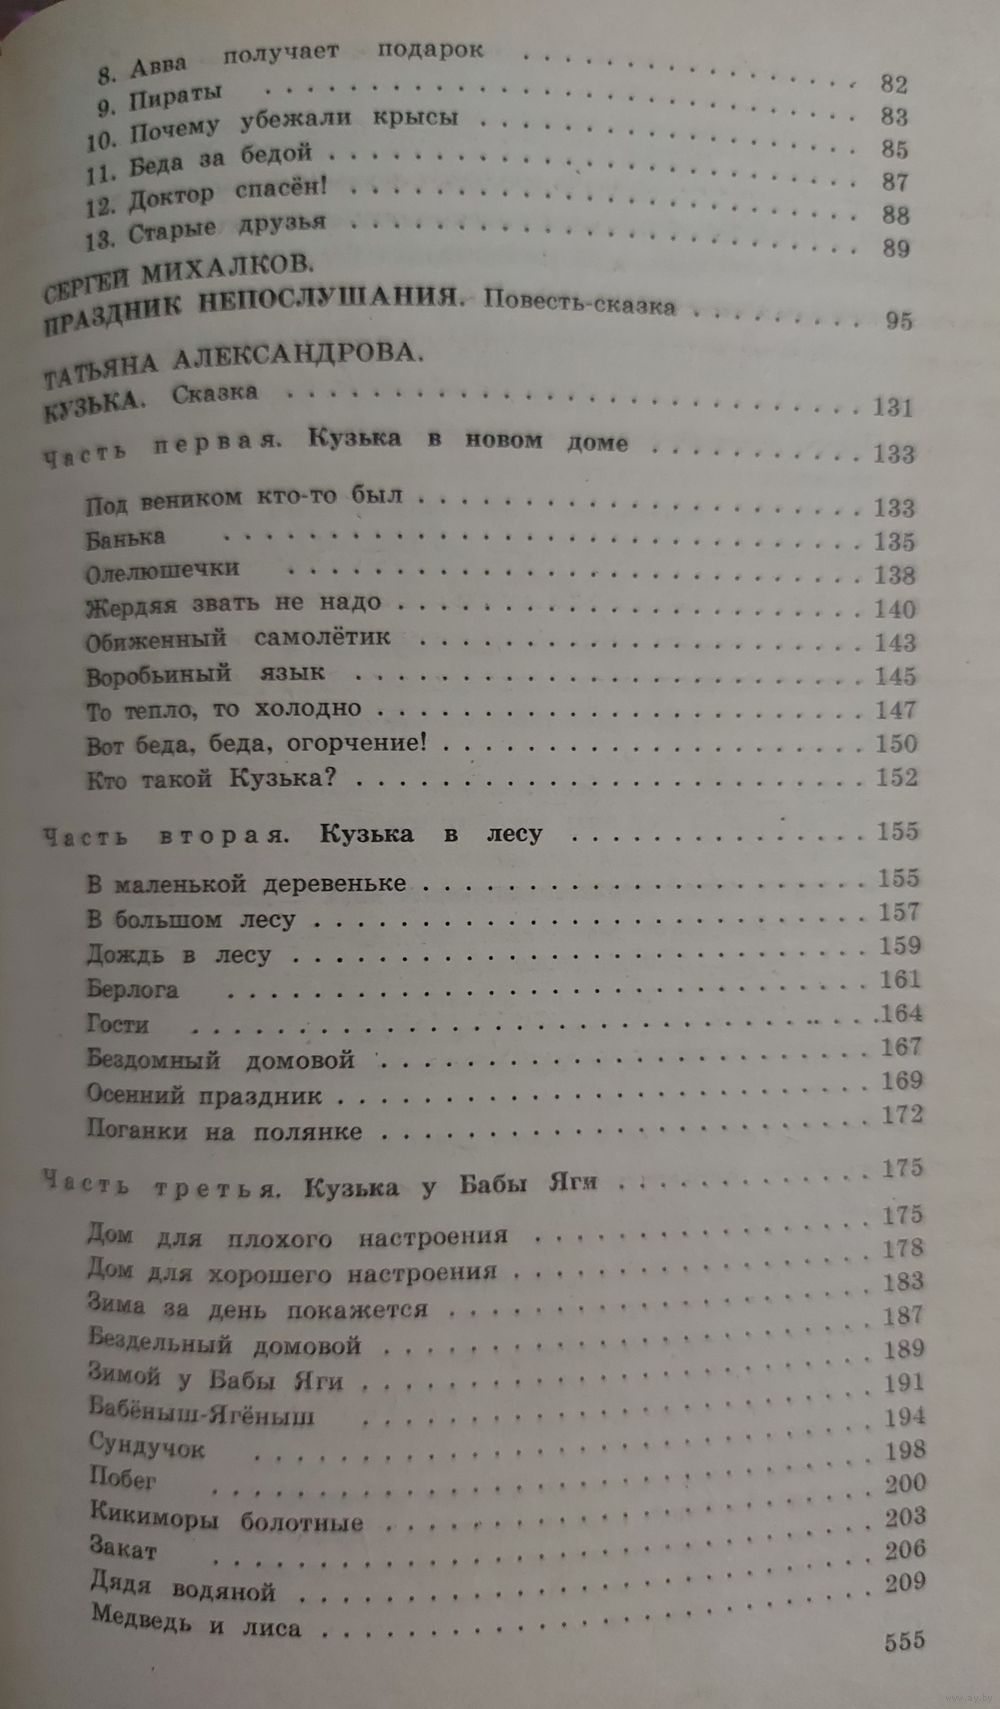 8. Авва получает подарок . . . . . . . . . . . . . . 82
9. Пираты . . . . . . . . . . . . . . . . . . . . . . . 83
10. Почему убежали крысы . . . . . . . . . . . . . . . 85
11. Беда за бедой . . . . . . . . . . . . . . . . . . . . 87
12. Доктор спасён! . . . . . . . . . . . . . . . . . . . 88
13. Старые друзья . . . . . . . . . . . . . . . . . . . 89
СЕРГЕЙ МИХАЛКОВ.
ПРАЗДНИК НЕПОСЛУШАНИЯ. Повесть-сказка . . . . . . . . . 95
ТАТЬЯНА АЛЕКСАНДРОВА.
КУЗЬКА. Сказка . . . . . . . . . . . . . . . . . . . . . 131
Часть первая. Кузька в новом доме . . . . . . . . . . 133
Под веником кто-то был . . . . . . . . . . . . . . . . . 133
Банька . . . . . . . . . . . . . . . . . . . . . . . . 135
Олелюшечки . . . . . . . . . . . . . . . . . . . . . . 138
Жердяя звать не надо . . . . . . . . . . . . . . . . . 140
Обиженный самолётик . . . . . . . . . . . . . . . . . 143
Воробьиный язык . . . . . . . . . . . . . . . . . . . 145
То тепло, то холодно . . . . . . . . . . . . . . . . . . 147
Вот беда, беда, огорчение! . . . . . . . . . . . . . . . 150
Кто такой Кузька? . . . . . . . . . . . . . . . . . . . 152
Часть вторая. Кузька в лесу . . . . . . . . . . . . . . 155
В маленькой деревеньке . . . . . . . . . . . . . . . . . 155
В большом лесу . . . . . . . . . . . . . . . . . . . . . 157
Дождь в лесу . . . . . . . . . . . . . . . . . . . . . . 159
Берлога . . . . . . . . . . . . . . . . . . . . . . . . 161
Гости . . . . . . . . . . . . . . . . . . . . . . . . . 164
Бездомный домовой . . . . . . . . . . . . . . . . . . . 167
Осенний праздник . . . . . . . . . . . . . . . . . . . . 169
Поганки на полянке . . . . . . . . . . . . . . . . . . . 172
Часть третья. Кузька у Бабы Яги . . . . . . . . . . . . 175
Дом для плохого настроения . . . . . . . . . . . . . . 175
Дом для хорошего настроения . . . . . . . . . . . . . . 178
Зима за день покажется . . . . . . . . . . . . . . . . 183
Бездельный домовой . . . . . . . . . . . . . . . . . . 187
Зимой у Бабы Яги . . . . . . . . . . . . . . . . . . . 189
Бабёныш-Ягёныш . . . . . . . . . . . . . . . . . . . . 191
Сундучок . . . . . . . . . . . . . . . . . . . . . . . 194
Побег . . . . . . . . . . . . . . . . . . . . . . . . . 198
Кикиморы болотные . . . . . . . . . . . . . . . . . . 200
Закат . . . . . . . . . . . . . . . . . . . . . . . . . 203
Дядя водяной . . . . . . . . . . . . . . . . . . . . . 206
Медведь и лиса . . . . . . . . . . . . . . . . . . . . 209
555
www.ay.by